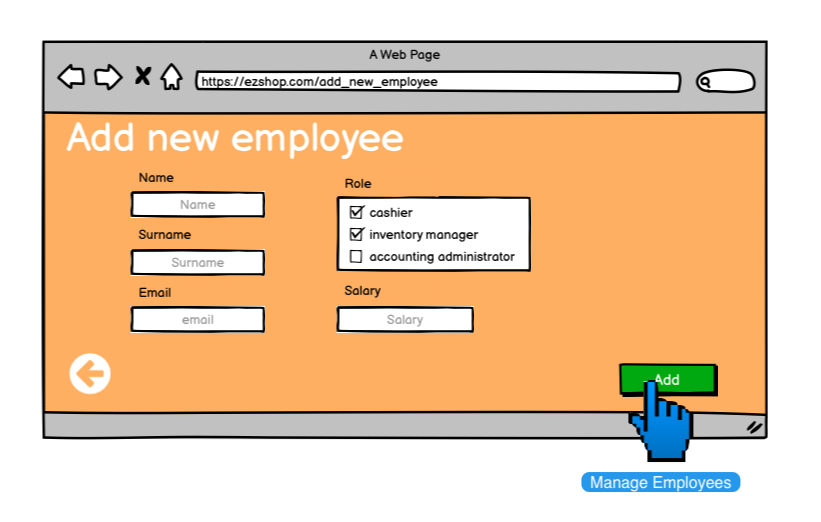 A Web Page
https://ezshop.com/add_new_employee
Add new employee
Name
Name
Surname
Surname
Email
email
Role
cashier
inventory manager
accounting administrator
Salary
Salary
Add
Manage Employees